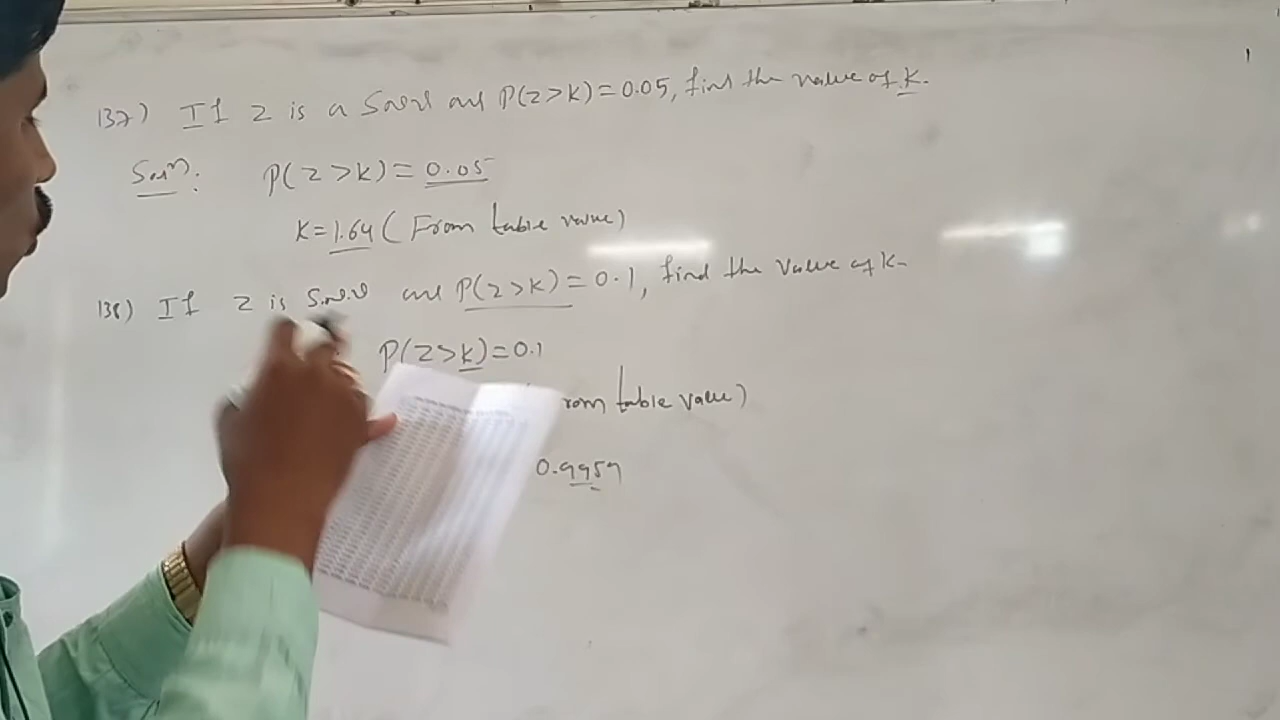 137) If Z is a S.n.r.v and P(Z>k)=0.05, find the value of k.
Soln: P(Z>k)=0.05
K=1.64 (From table value)
138) If Z is S.n.r.v and P(Z>k)=0.1, find the value of k.
P(Z>k)=0.1
rom table value)
0.9959